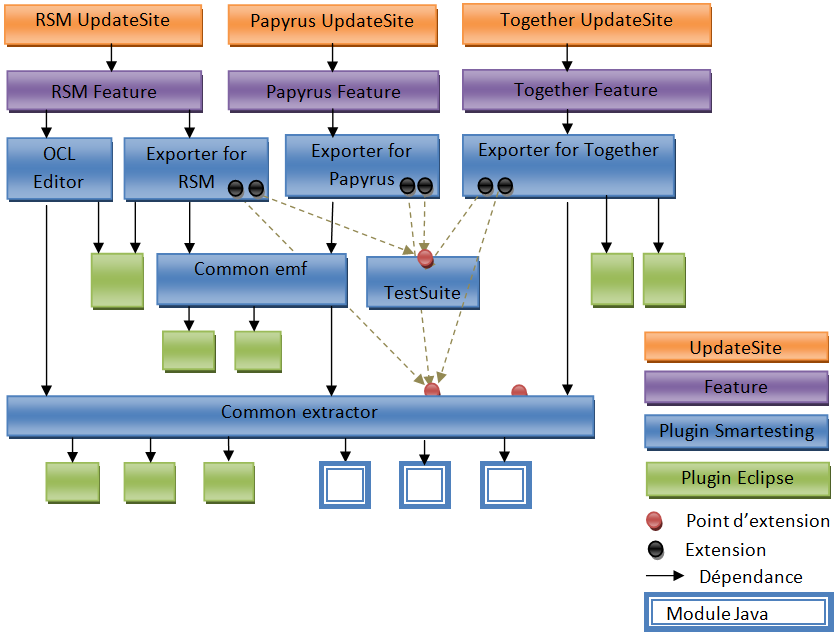 RSM UpdateSite
Papyrus UpdateSite
Together UpdateSite
RSM Feature
Papyrus Feature
Together Feature
OCL
Editor
Exporter for
RSM
Exporter for
Papyrus
Exporter for Together
Common emf
TestSuite
Common extractor
UpdateSite
Feature
Plugin Smartesting
Plugin Eclipse
Point d’extension
Extension
Dépendance
Module Java